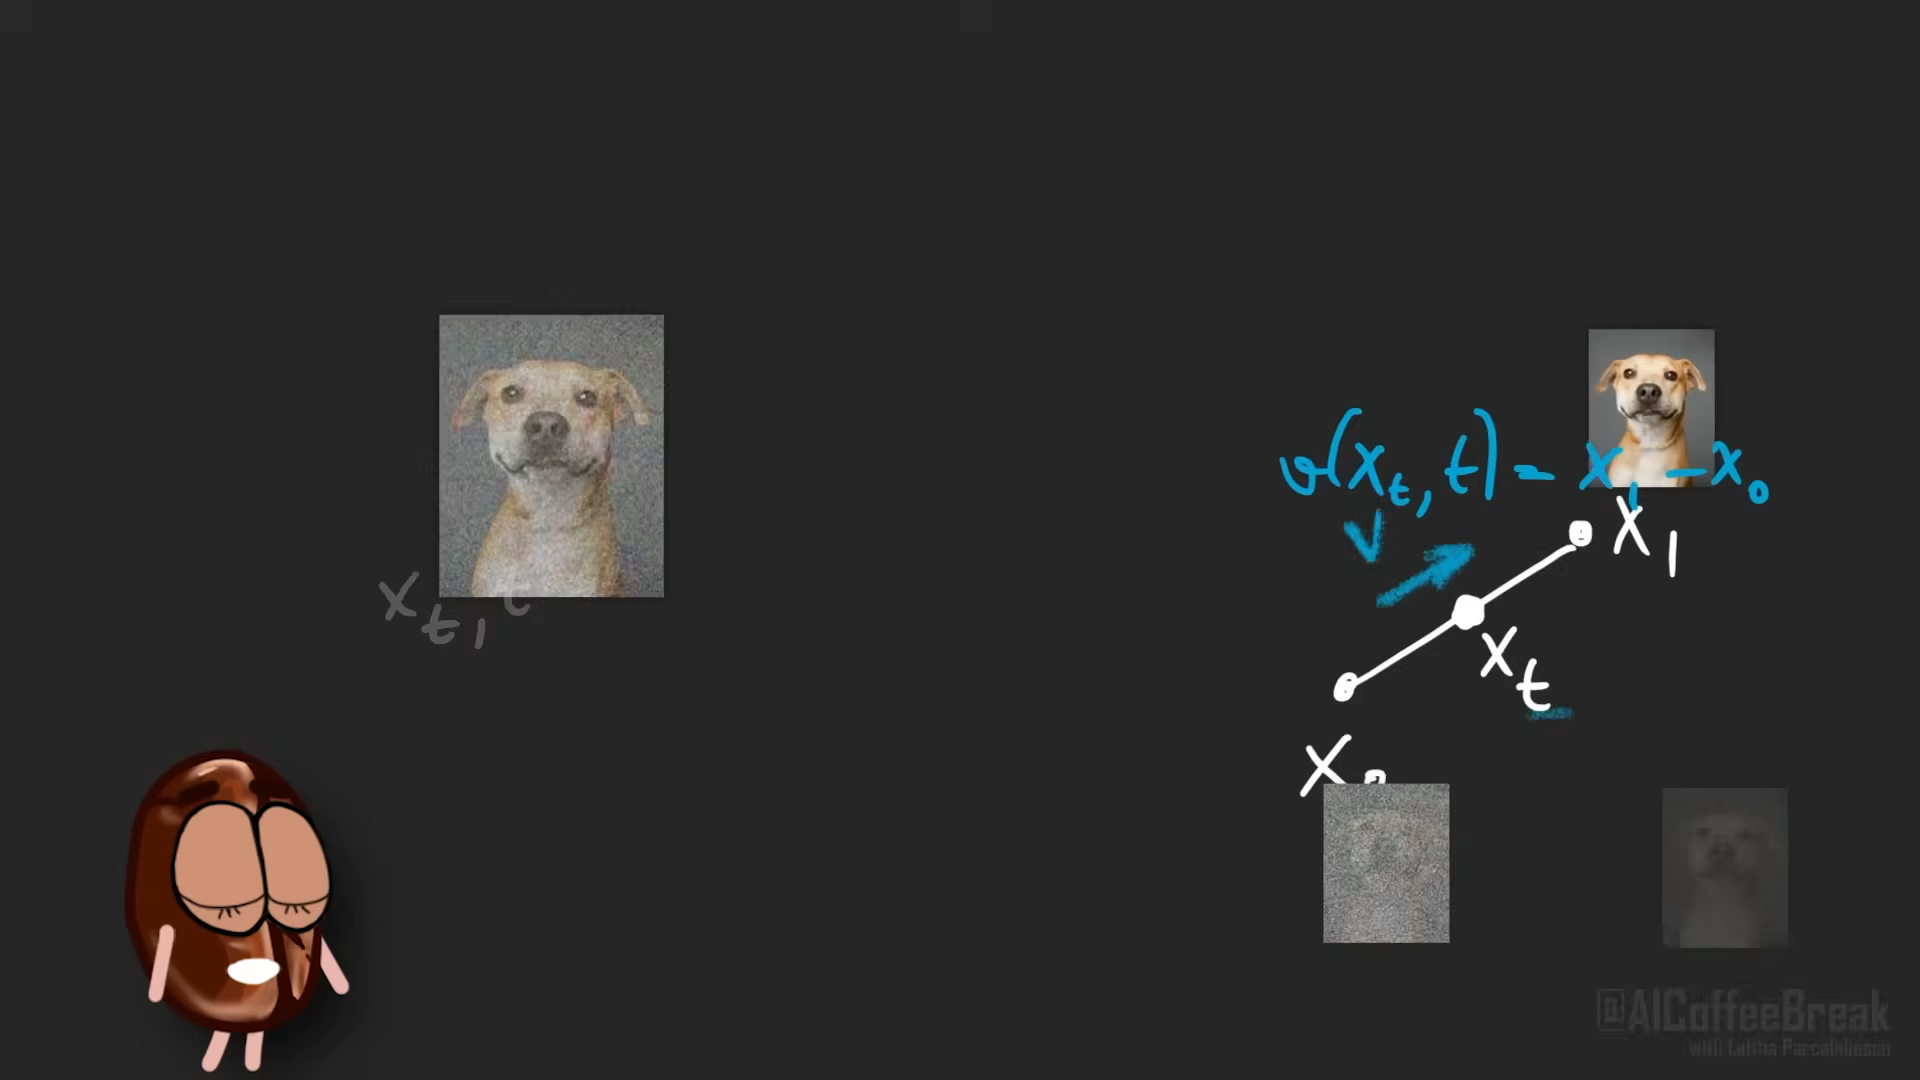 v(x_t, t) = x_1 - x_0
v
x_1
x_t, t
x_t
x_0
@AICoffeeBreak
with Letitia Parcalabescu